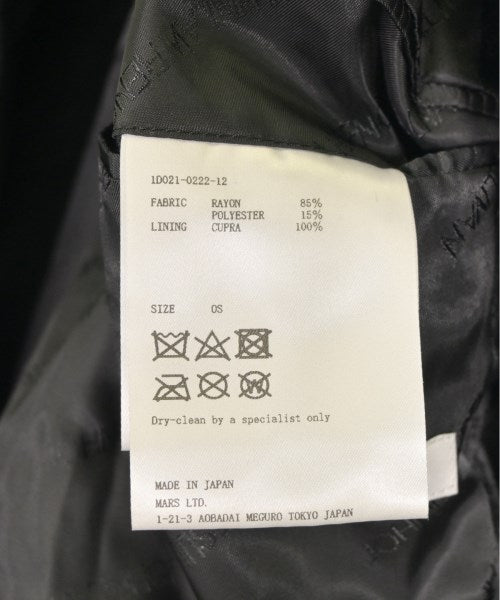 1D021-0222-12
FABRIC RAYON 85%
POLYESTER 15%
LINING CUPRA 100%
SIZE OS
W
Dry-clean by a specialist only
MADE IN JAPAN
MARS LTD.
1-21-3 AOBADAI MEGURO TOKYO JAPAN